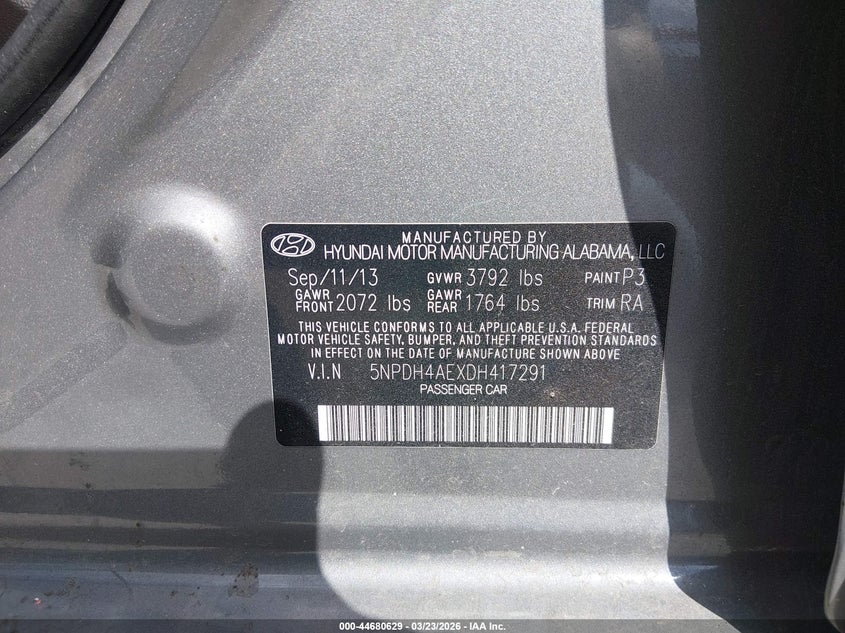 MANUFACTURED BY
HYUNDAI MOTOR MANUFACTURING ALABAMA, LLC
Sep/11/13 GVWR 3792 lbs PAINT P3
GAWR FRONT 2072 lbs GAWR REAR 1764 lbs TRIM RA
THIS VEHICLE CONFORMS TO ALL APPLICABLE U.S.A. FEDERAL
MOTOR VEHICLE SAFETY, BUMPER, AND THEFT PREVENTION STANDARDS
IN EFFECT ON THE DATE OF MANUFACTURE SHOWN ABOVE
V.I.N 5NPDH4AEXDH417291
PASSENGER CAR
000-44680629 - 03/23/2026 - IAA Inc.